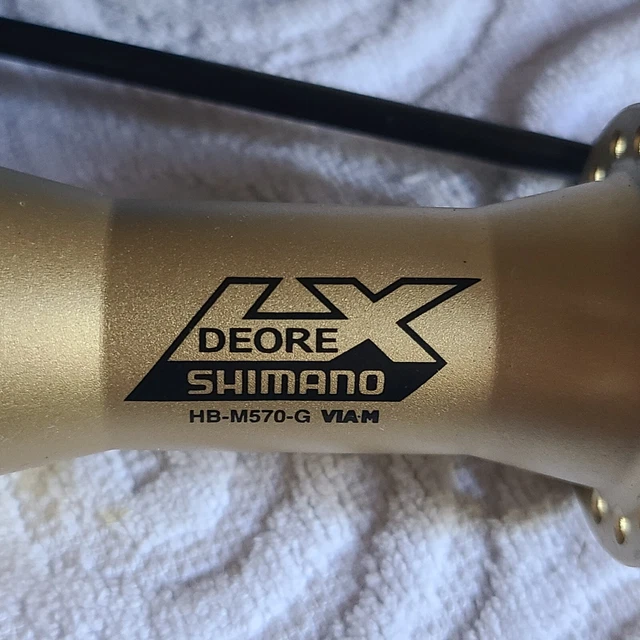 LX
DEORE
SHIMANO
HB-M570-G VIA-M